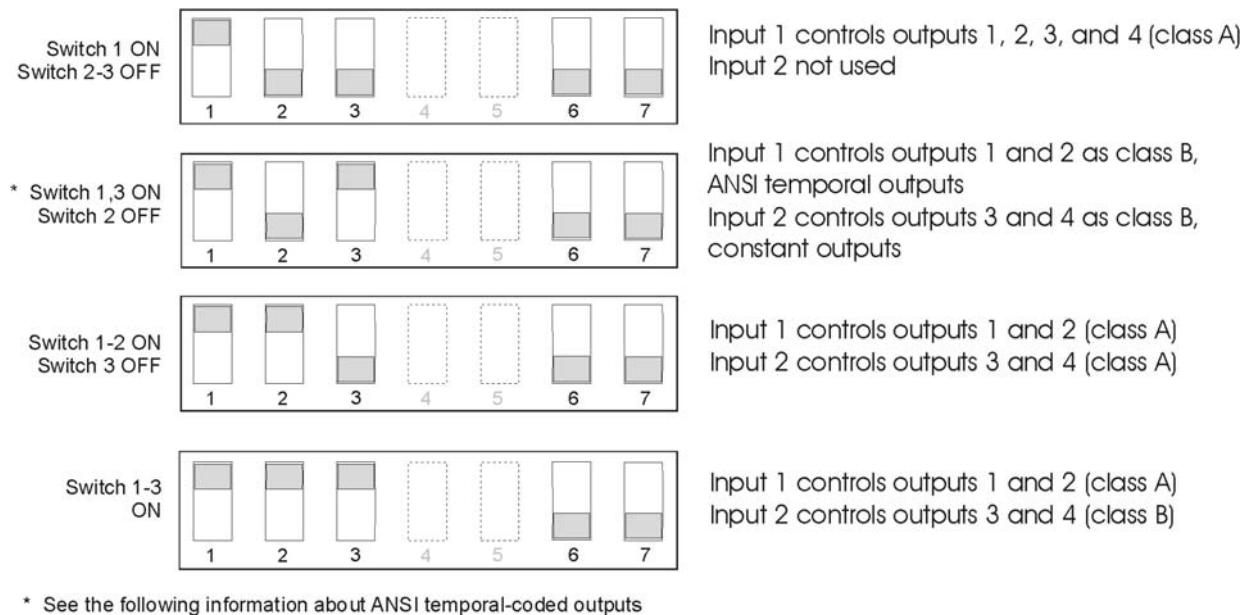 Switch 1 ON
Switch 2-3 OFF
1 2 3 4 5 6 7
Input 1 controls outputs 1, 2, 3, and 4 (class A)
Input 2 not used
* Switch 1,3 ON
Switch 2 OFF
1 2 3 4 5 6 7
Input 1 controls outputs 1 and 2 as class B,
ANSI temporal outputs
Input 2 controls outputs 3 and 4 as class B,
constant outputs
Switch 1-2 ON
Switch 3 OFF
1 2 3 4 5 6 7
Input 1 controls outputs 1 and 2 (class A)
Input 2 controls outputs 3 and 4 (class A)
Switch 1-3
ON
1 2 3 4 5 6 7
Input 1 controls outputs 1 and 2 (class A)
Input 2 controls outputs 3 and 4 (class B)
* See the following information about ANSI temporal-coded outputs